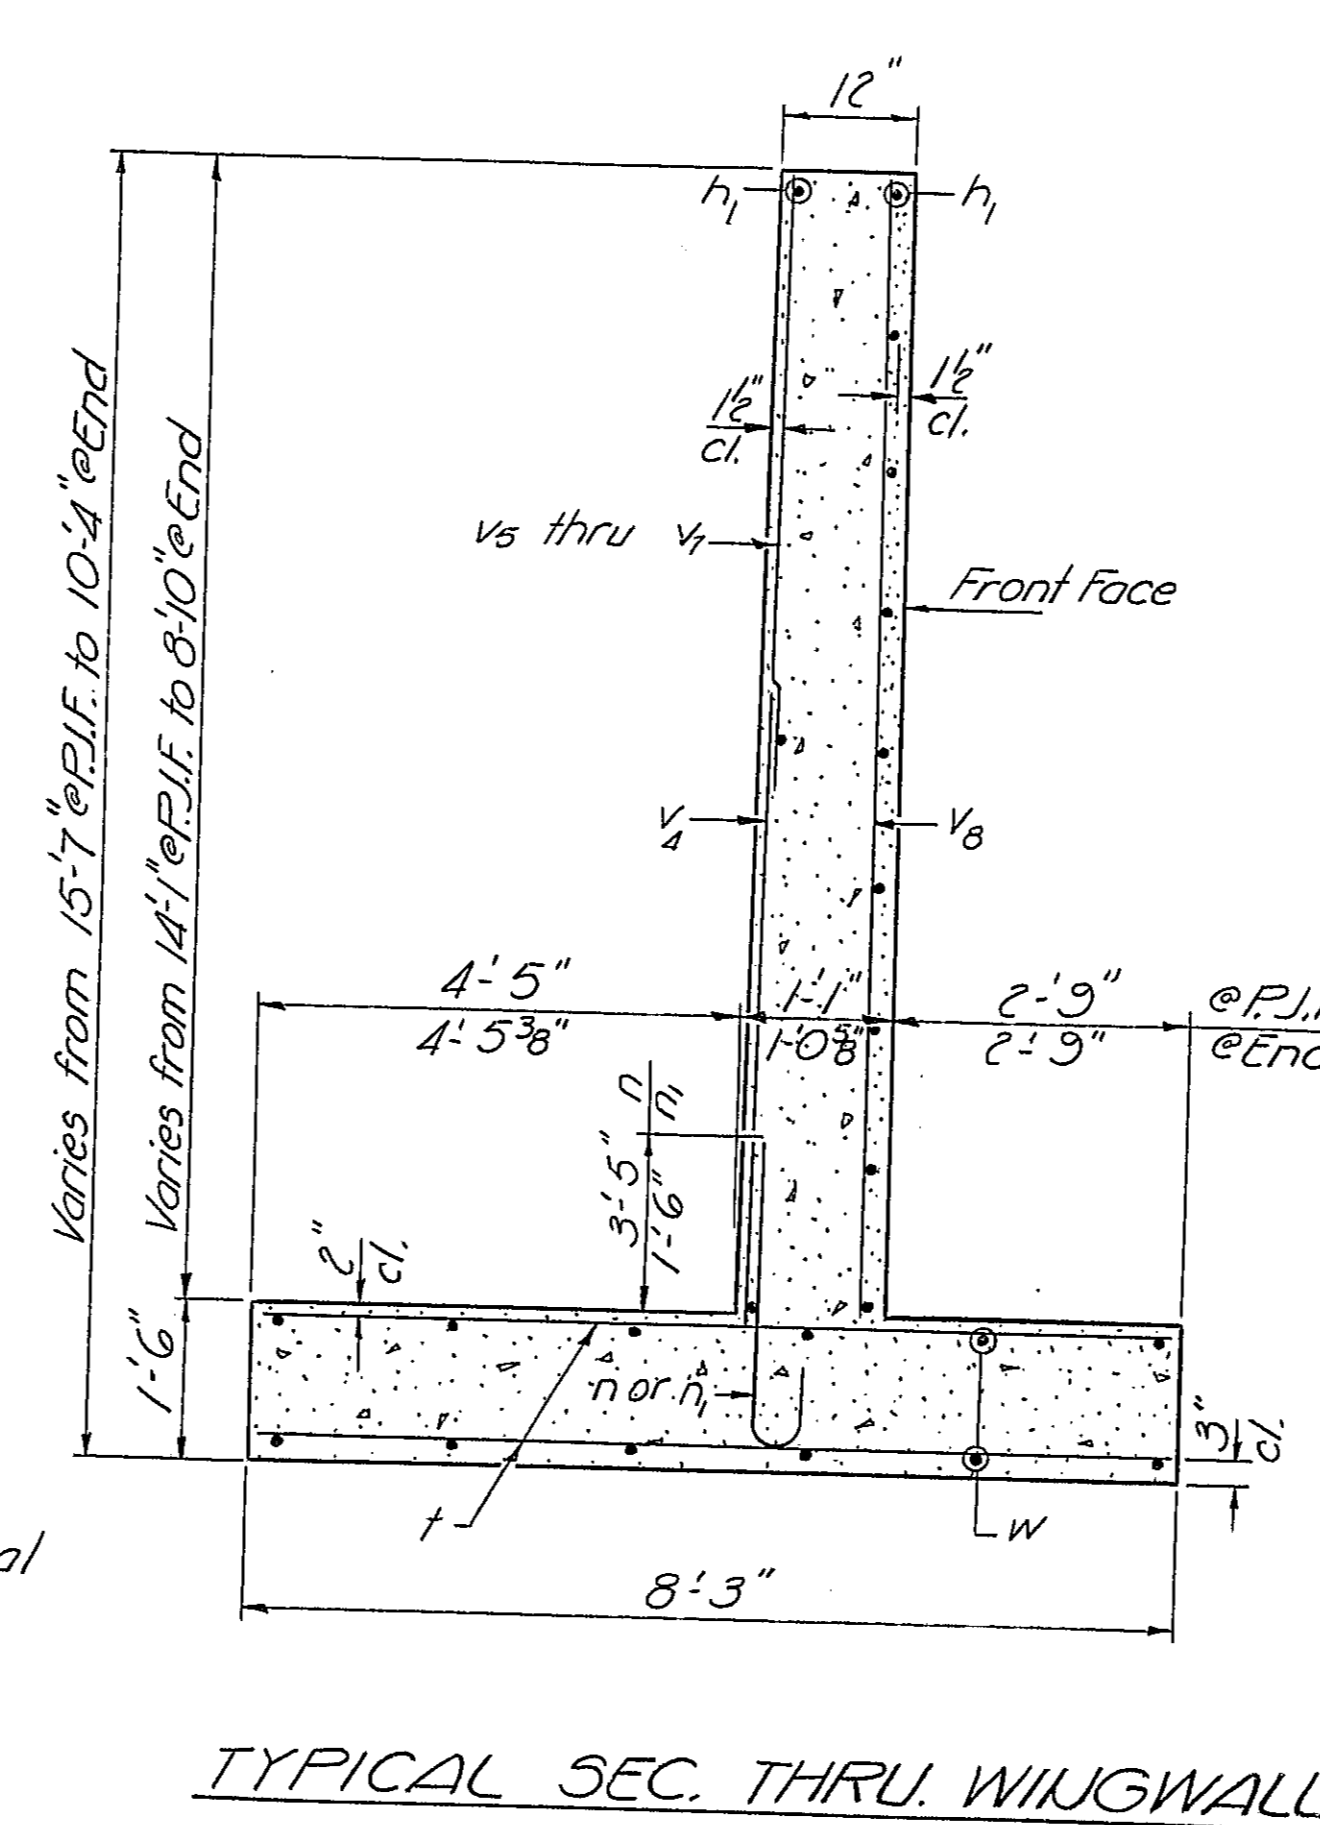 12"
h1
h1
1½"
cl.
1½"
cl.
v5 thru v7
Front Face
Varies from 15'-7" @ P.J.F. to 10'-4" @ End
Varies from 14'-1" @ P.J.F. to 8'-10" @ End
v4
v8
4'-5"
1'-1"
2'-9"
@ P.J.
4'-5⅜"
1'-0⅝"
2'-9"
@ En
n
n1
3'-5"
1'-6"
2"
cl.
1'-6"
n or n1
3"
cl.
t
w
al
8'-3"
TYPICAL SEC. THRU. WINGWALL